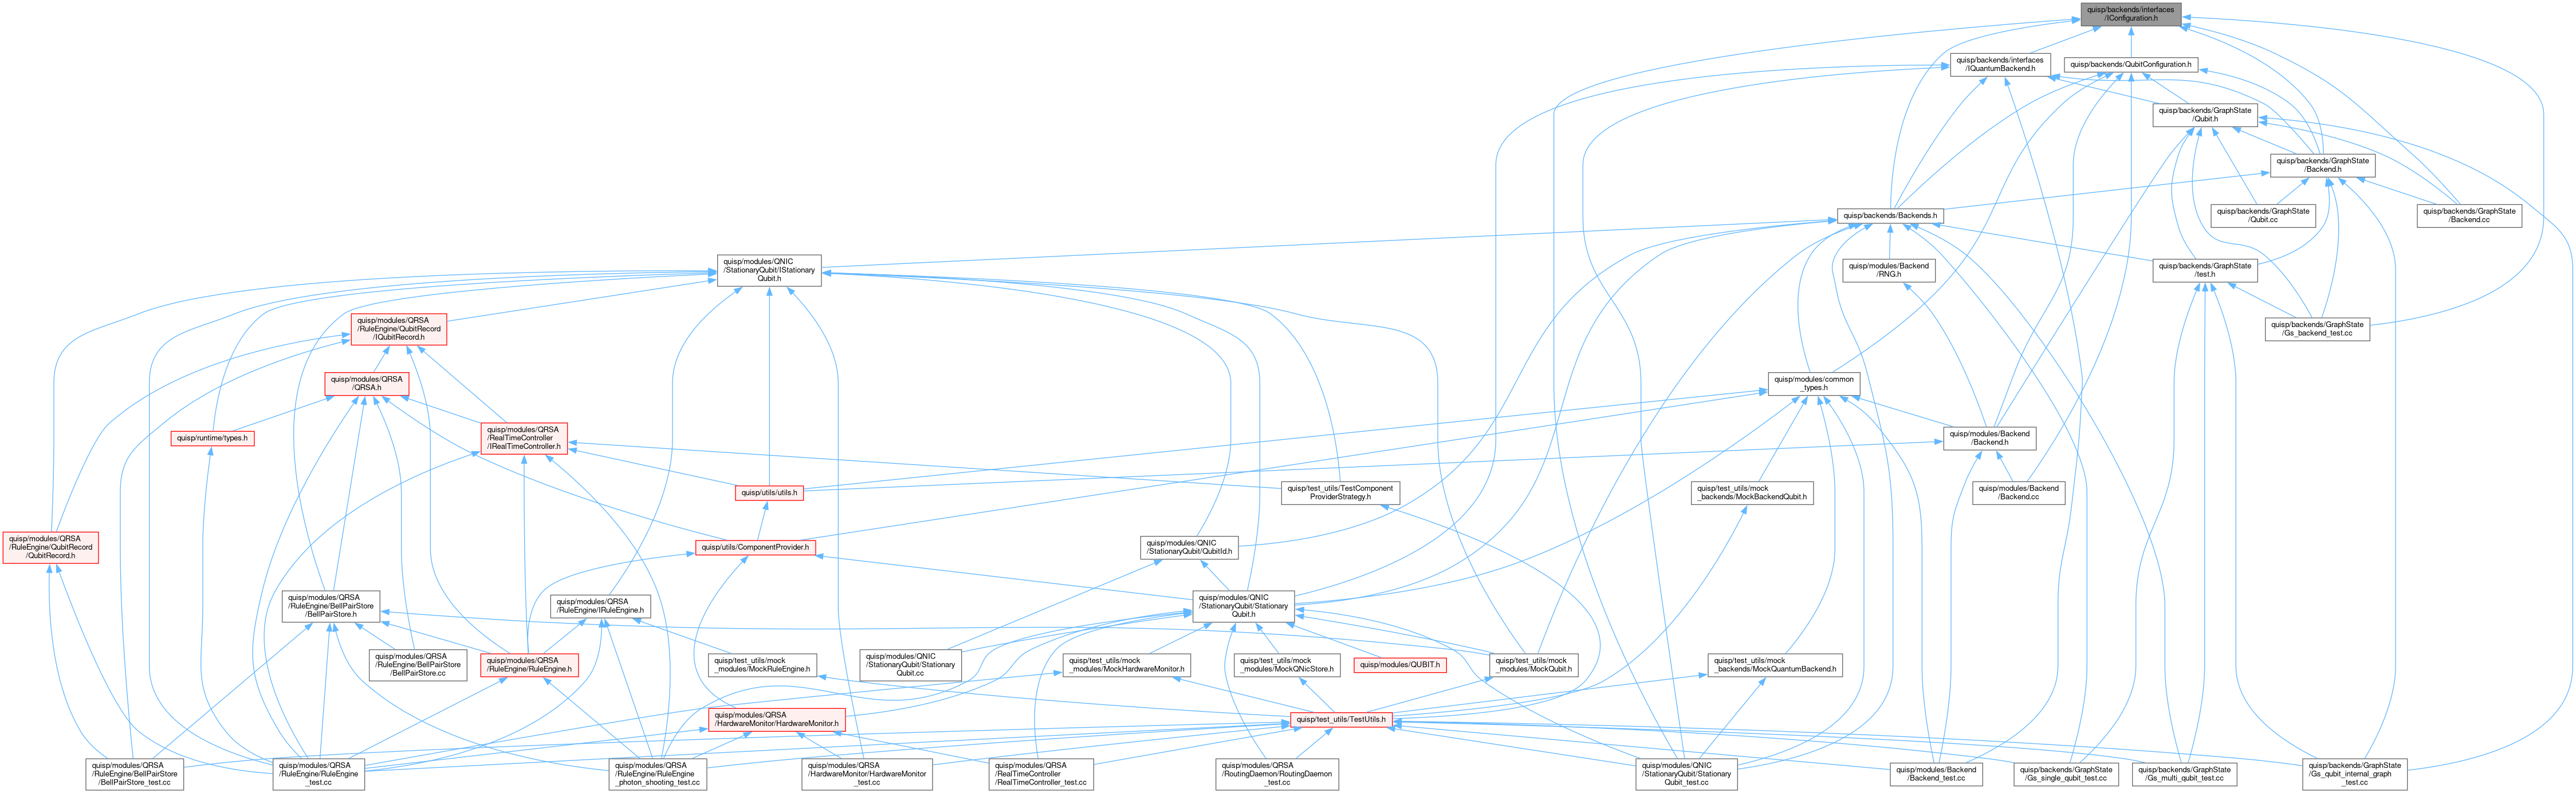 quisp/backends/interfaces
/IConfiguration.h
quisp/backends/interfaces
/IQuantumBackend.h
quisp/backends/QubitConfiguration.h
quisp/backends/GraphState
/Qubit.h
quisp/backends/GraphState
/Backend.h
quisp/backends/Backends.h
quisp/backends/GraphState
/Qubit.cc
quisp/backends/GraphState
/Backend.cc
quisp/modules/QNIC
/StationaryQubit/IStationary
Qubit.h
quisp/modules/Backend
/RNG.h
quisp/backends/GraphState
/test.h
quisp/modules/QRSA
/RuleEngine/QubitRecord
/IQubitRecord.h
quisp/backends/GraphState
/Gs_backend_test.cc
quisp/modules/QRSA
/QRSA.h
quisp/modules/common
_types.h
quisp/runtime/types.h
quisp/modules/QRSA
/RealTimeController
/IRealTimeController.h
quisp/modules/Backend
/Backend.h
quisp/utils/utils.h
quisp/test_utils/TestComponent
ProviderStrategy.h
quisp/test_utils/mock
_backends/MockBackendQubit.h
quisp/modules/Backend
/Backend.cc
quisp/modules/QRSA
/RuleEngine/QubitRecord
/QubitRecord.h
quisp/utils/ComponentProvider.h
quisp/modules/QNIC
/StationaryQubit/QubitId.h
quisp/modules/QRSA
/RuleEngine/BellPairStore
/BellPairStore.h
quisp/modules/QRSA
/RuleEngine/IRuleEngine.h
quisp/modules/QNIC
/StationaryQubit/Stationary
Qubit.h
quisp/modules/QRSA
/RuleEngine/BellPairStore
/BellPairStore.cc
quisp/modules/QRSA
/RuleEngine/RuleEngine.h
quisp/test_utils/mock
_modules/MockRuleEngine.h
quisp/modules/QNIC
/StationaryQubit/Stationary
Qubit.cc
quisp/test_utils/mock
_modules/MockHardwareMonitor.h
quisp/test_utils/mock
_modules/MockQNicStore.h
quisp/modules/QUBIT.h
quisp/test_utils/mock
_modules/MockQubit.h
quisp/test_utils/mock
_backends/MockQuantumBackend.h
quisp/modules/QRSA
/HardwareMonitor/HardwareMonitor.h
quisp/test_utils/TestUtils.h
quisp/modules/QRSA
/RuleEngine/BellPairStore
/BellPairStore_test.cc
quisp/modules/QRSA
/RuleEngine/RuleEngine
_test.cc
quisp/modules/QRSA
/RuleEngine/RuleEngine
_photon_shooting_test.cc
quisp/modules/QRSA
/HardwareMonitor/HardwareMonitor
_test.cc
quisp/modules/QRSA
/RealTimeController
/RealTimeController_test.cc
quisp/modules/QRSA
/RoutingDaemon/RoutingDaemon
_test.cc
quisp/modules/QNIC
/StationaryQubit/Stationary
Qubit_test.cc
quisp/modules/Backend
/Backend_test.cc
quisp/backends/GraphState
/Gs_single_qubit_test.cc
quisp/backends/GraphState
/Gs_multi_qubit_test.cc
quisp/backends/GraphState
/Gs_qubit_internal_graph
_test.cc